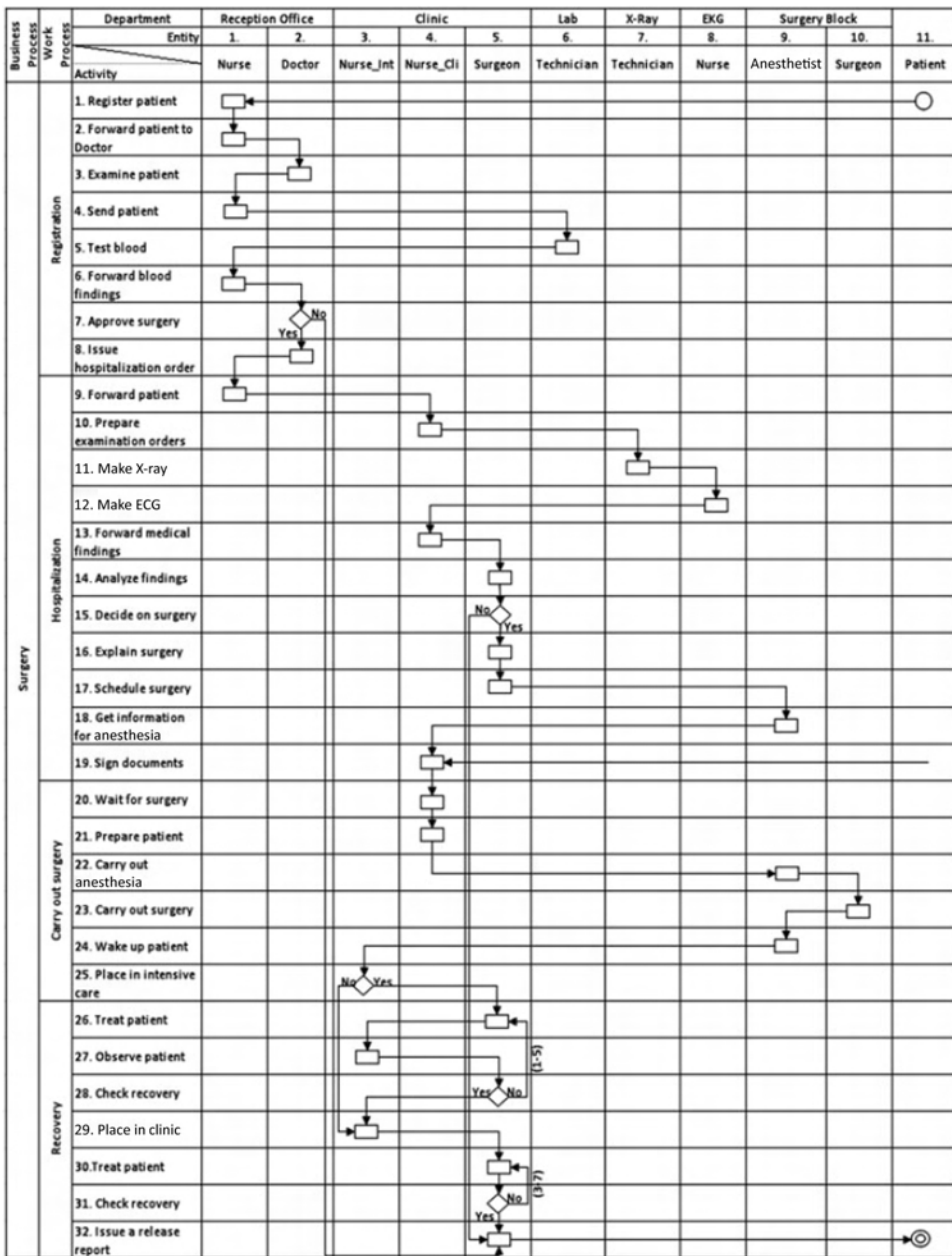 Business
Process
Work
Process
Department
Reception Office
Clinic
Lab
X-Ray
EKG
Surgery Block
Entity
1.
2.
3.
4.
5.
6.
7.
8.
9.
10.
11.
Activity
Nurse
Doctor
Nurse_Int
Nurse_Cli
Surgeon
Technician
Technician
Nurse
Anesthetist
Surgeon
Patient
Surgery
Registration
1. Register patient
2. Forward patient to
Doctor
3. Examine patient
4. Send patient
5. Test blood
6. Forward blood
findings
7. Approve surgery
No
Yes
8. Issue
hospitalization order
Hospitalization
9. Forward patient
10. Prepare
examination orders
11. Make X-ray
12. Make ECG
13. Forward medical
findings
14. Analyze findings
15. Decide on surgery
No
Yes
16. Explain surgery
17. Schedule surgery
18. Get information
for anesthesia
19. Sign documents
Carry out surgery
20. Wait for surgery
21. Prepare patient
22. Carry out
anesthesia
23. Carry out surgery
24. Wake up patient
25. Place in intensive
care
No
Yes
Recovery
26. Treat patient
27. Observe patient
(1-5)
28. Check recovery
Yes
No
29. Place in clinic
30.Treat patient
(3-7)
31. Check recovery
No
Yes
32. Issue a release
report